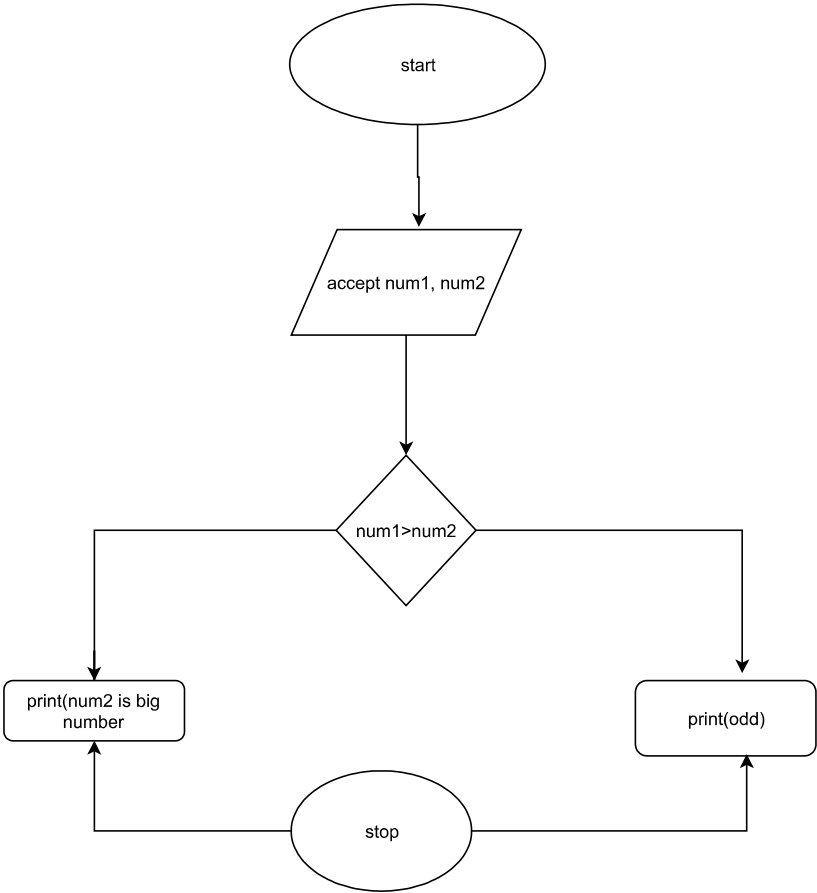 start
accept num1, num2
num1>num2
print(num2 is big
number
print(odd)
stop